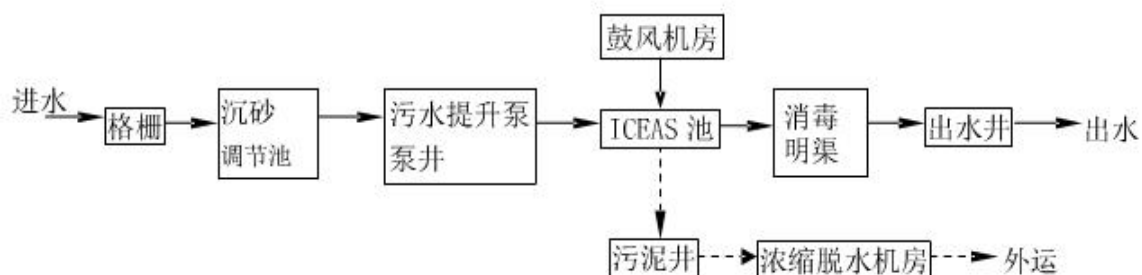 鼓风机房
进水
格栅
沉砂
调节池
污水提升泵
泵井
ICEAS 池
消毒
明渠
出水井
出水
污泥井
浓缩脱水机房
外运